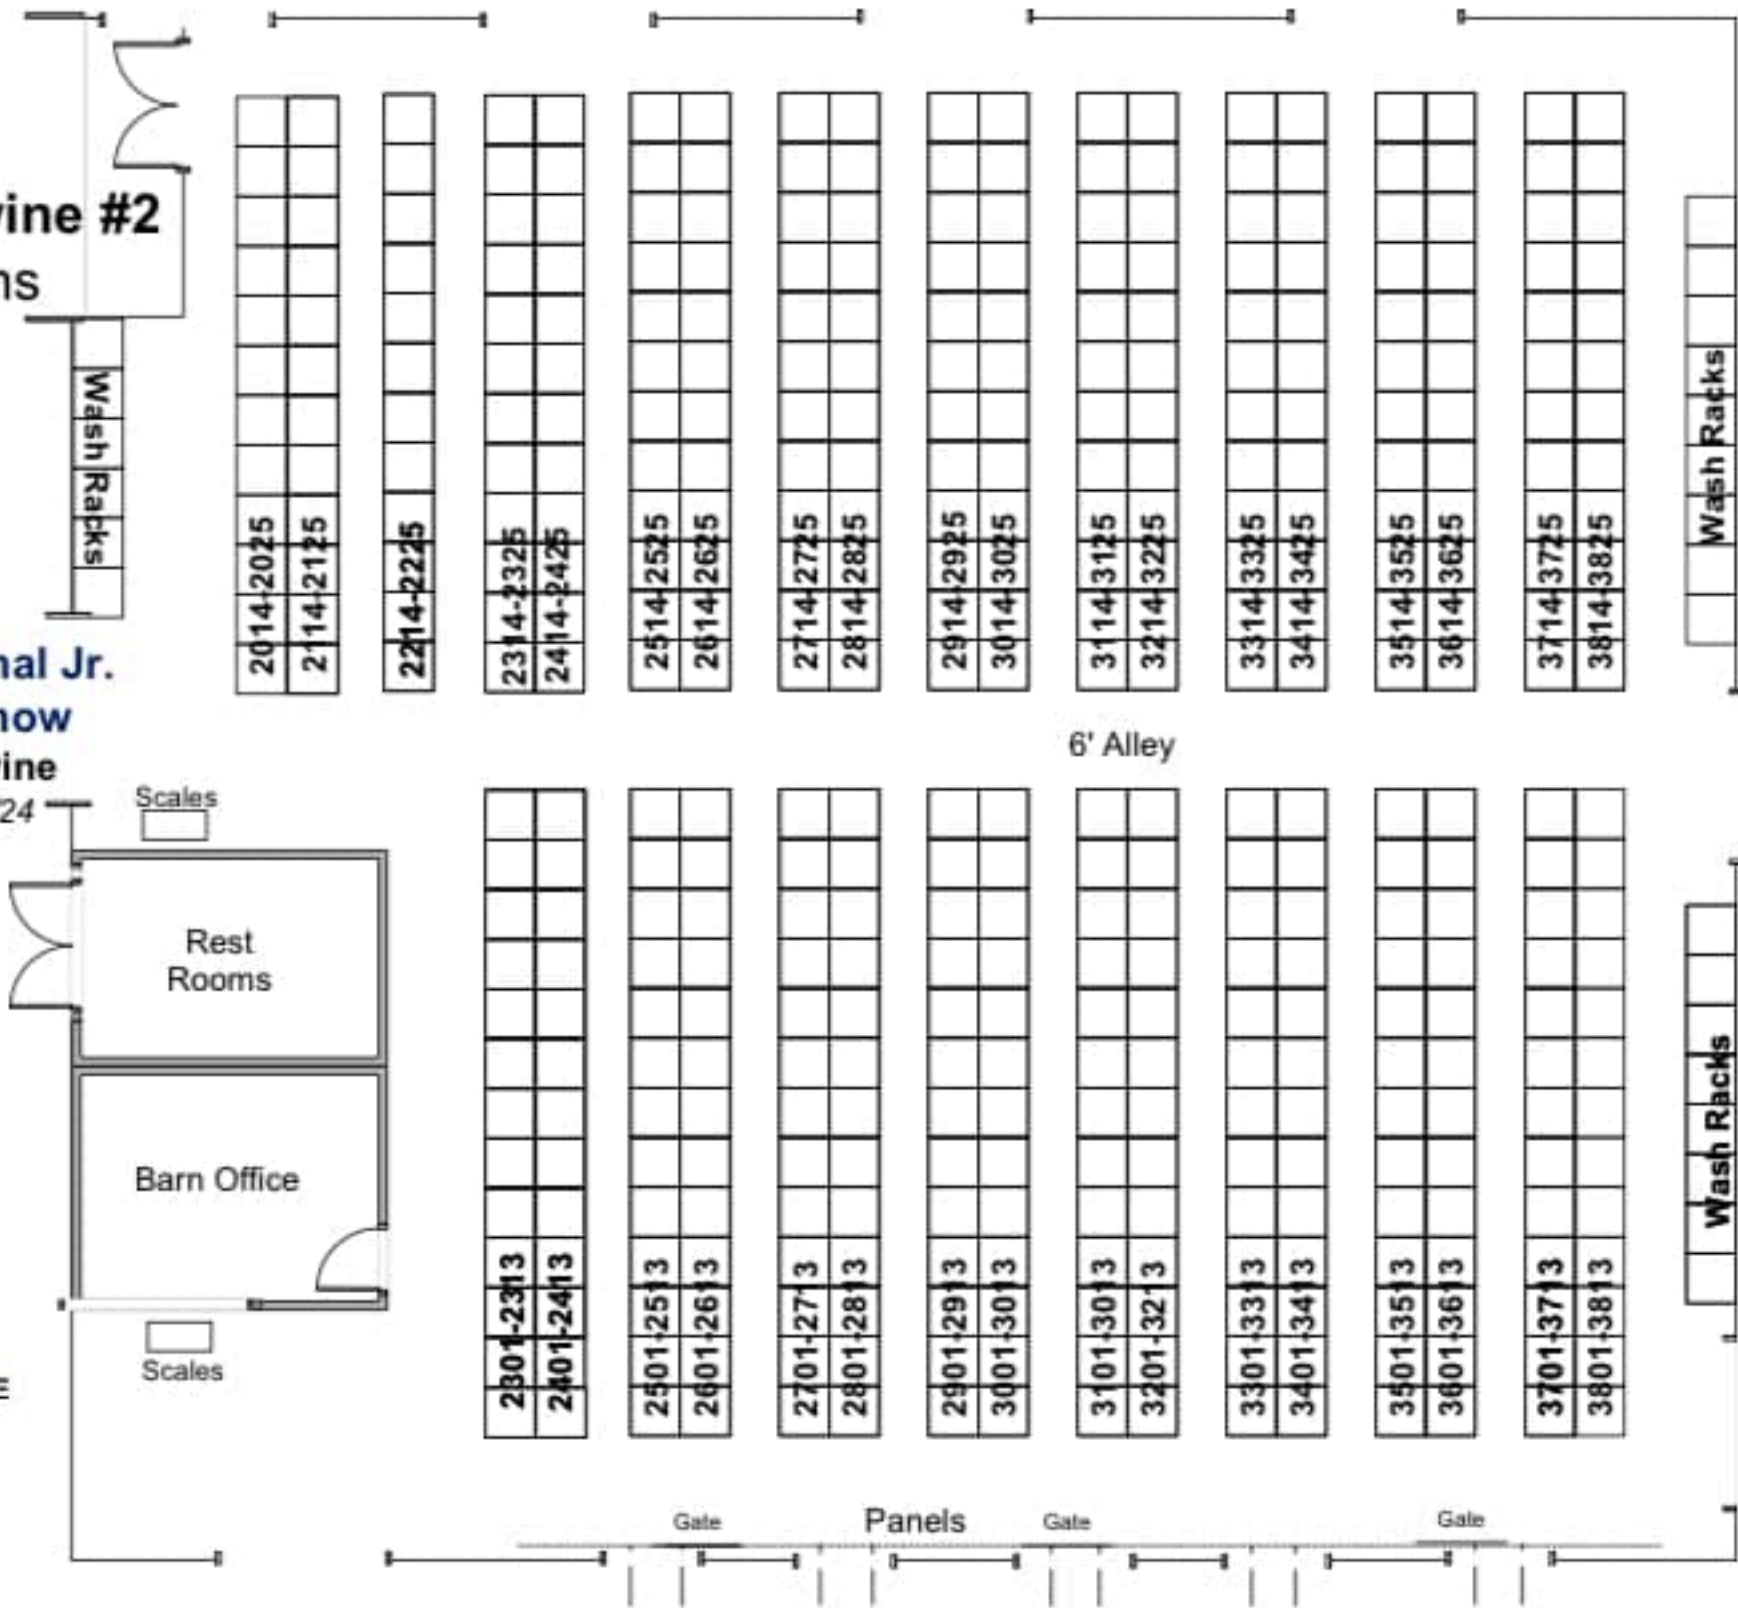 vine #2
ns
Wash Racks
2014-2025
2114-2125
2214-2225
2314-2325
2414-2425
2514-2525
2614-2625
2714-2725
2814-2825
2914-2925
3014-3025
3114-3125
3214-3225
3314-3325
3414-3425
3514-3525
3614-3625
3714-3725
3814-3825
Wash Racks
nal Jr.
how
vine
24
6' Alley
Scales
Rest
Rooms
Barn Office
Scales
E
2301-2313
2401-2413
2501-2513
2601-2613
2701-2713
2801-2813
2901-2913
3001-3013
3101-3013
3201-3213
3301-3313
3401-3413
3501-3513
3601-3613
3701-3713
3801-3813
Wash Racks
Gate
Panels
Gate
Gate